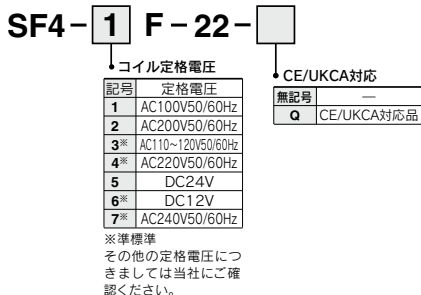 SF4-1 F-22-
コイル定格電圧
記号 定格電圧
1 AC100V50/60Hz
2 AC200V50/60Hz
3※ AC110~120V50/60Hz
4※ AC220V50/60Hz
5 DC24V
6※ DC12V
7※ AC240V50/60Hz
※準標準
その他の定格電圧につ
きましては当社にご確
認ください。
CE/UKCA対応
無記号 ―
Q CE/UKCA対応品